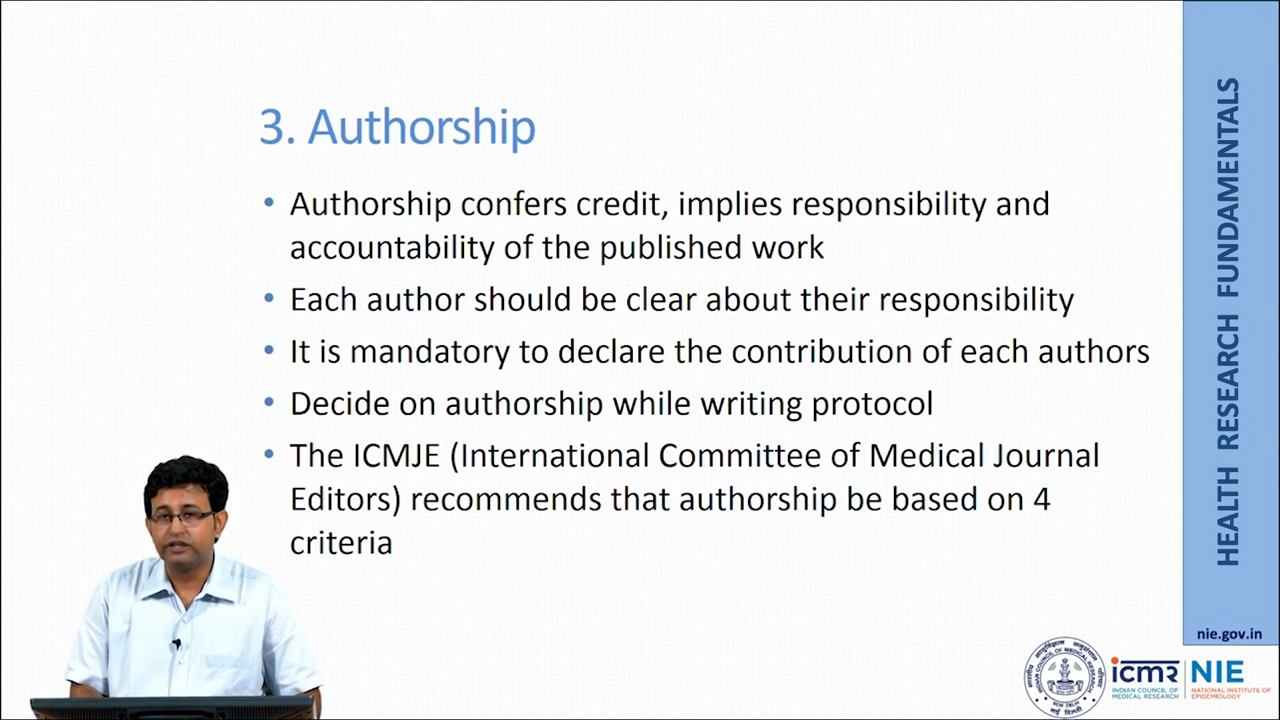 3. Authorship
• Authorship confers credit, implies responsibility and
accountability of the published work
• Each author should be clear about their responsibility
• It is mandatory to declare the contribution of each authors
• Decide on authorship while writing protocol
• The ICMJE (International Committee of Medical Journal
Editors) recommends that authorship be based on 4
criteria
HEALTH RESEARCH FUNDAMENTALS
nie.gov.in
icmr
INDIAN COUNCIL OF
MEDICAL RESEARCH
NIE
NATIONAL INSTITUTE OF
EPIDEMIOLOGY